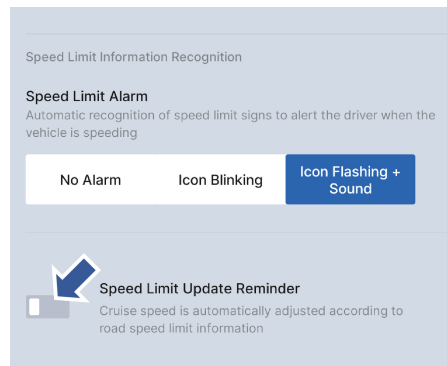 Speed Limit Information Recognition
Speed Limit Alarm
Automatic recognition of speed limit signs to alert the driver when the
vehicle is speeding
No Alarm
Icon Blinking
Icon Flashing +
Sound
Speed Limit Update Reminder
Cruise speed is automatically adjusted according to
road speed limit information